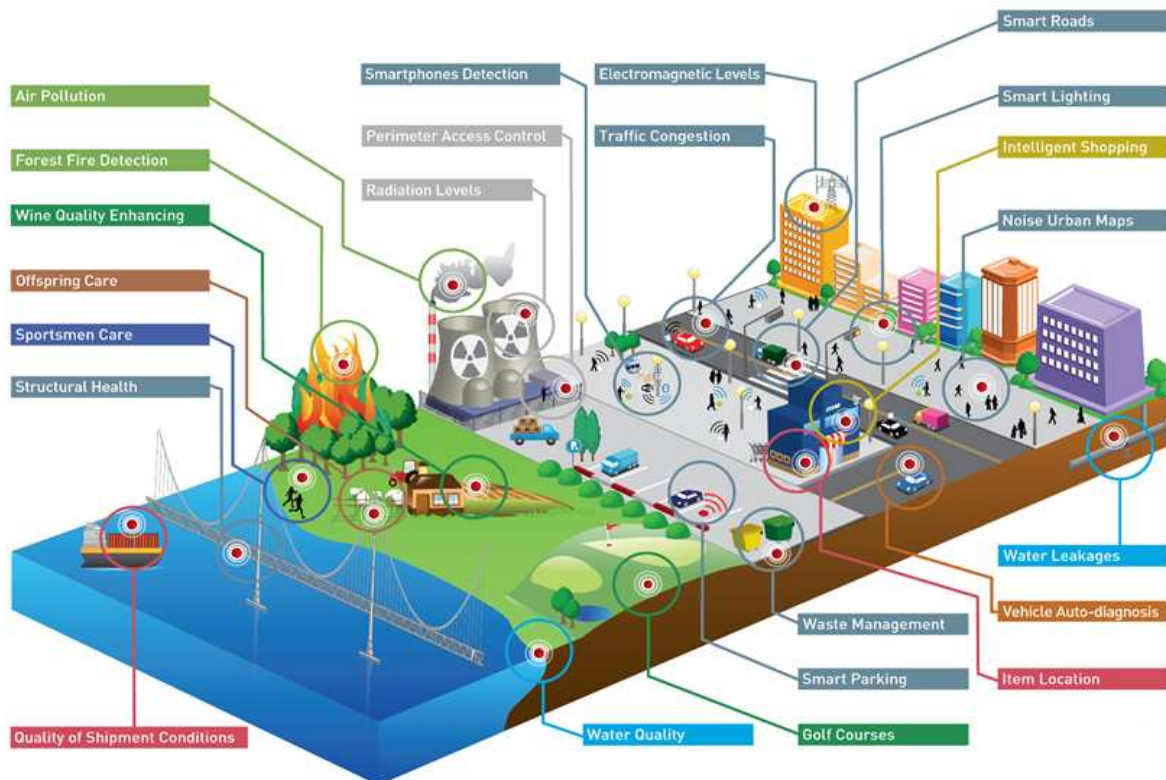 Smart Roads
Smartphones Detection
Electromagnetic Levels
Air Pollution
Smart Lighting
Perimeter Access Control
Traffic Congestion
Intelligent Shopping
Forest Fire Detection
Radiation Levels
Wine Quality Enhancing
Noise Urban Maps
Offspring Care
Sportsmen Care
Structural Health
Water Leakages
Vehicle Auto-diagnosis
Waste Management
Smart Parking
Item Location
Quality of Shipment Conditions
Water Quality
Golf Courses